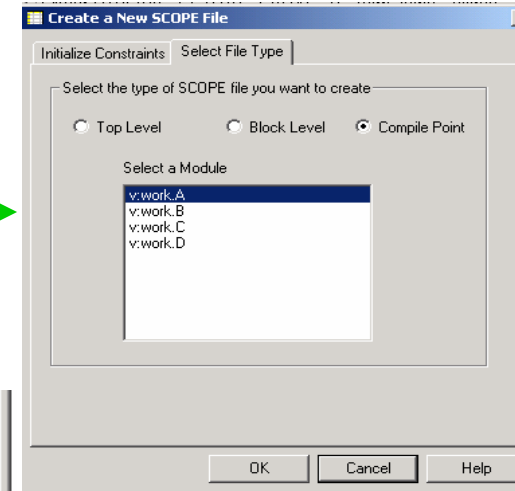 Create a New SCOPE File
Initialize Constraints Select File Type
Select the type of SCOPE file you want to create
Top Level Block Level Compile Point
Select a Module
v:work.A
v:work.B
v:work.C
v:work.D
OK Cancel Help